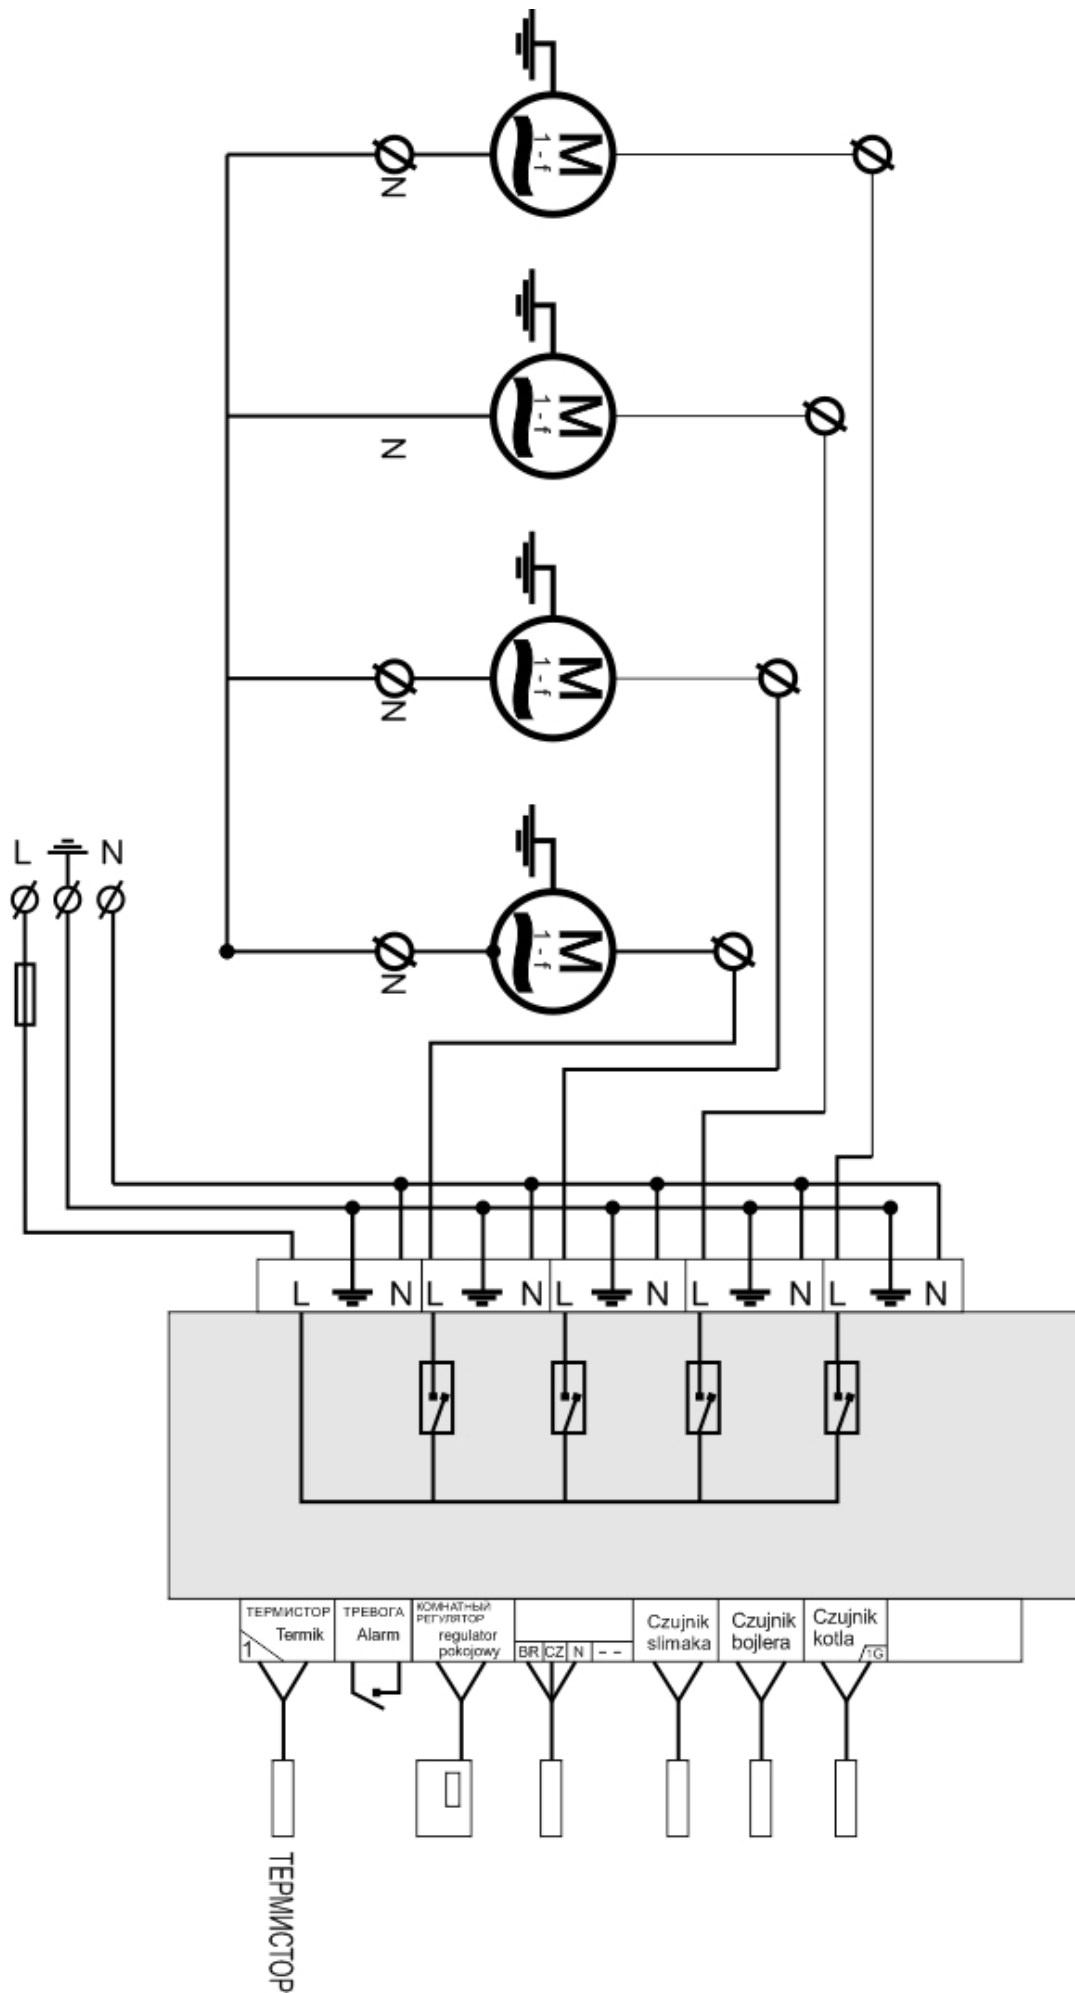 M
1 - f
N
M
1 - f
N
M
1 - f
N
L N
M
1 - f
N
L N L N L N L N L N
ТЕРМИСТОР
Termik
1
ТРЕВОГА
Alarm
КОМНАТНЫЙ
РЕГУЛЯТОР
regulator
pokojowy
BR CZ N - -
Czujnik
slimaka
Czujnik
bojlera
Czujnik
kotla
1G
ТЕРМИСТОР